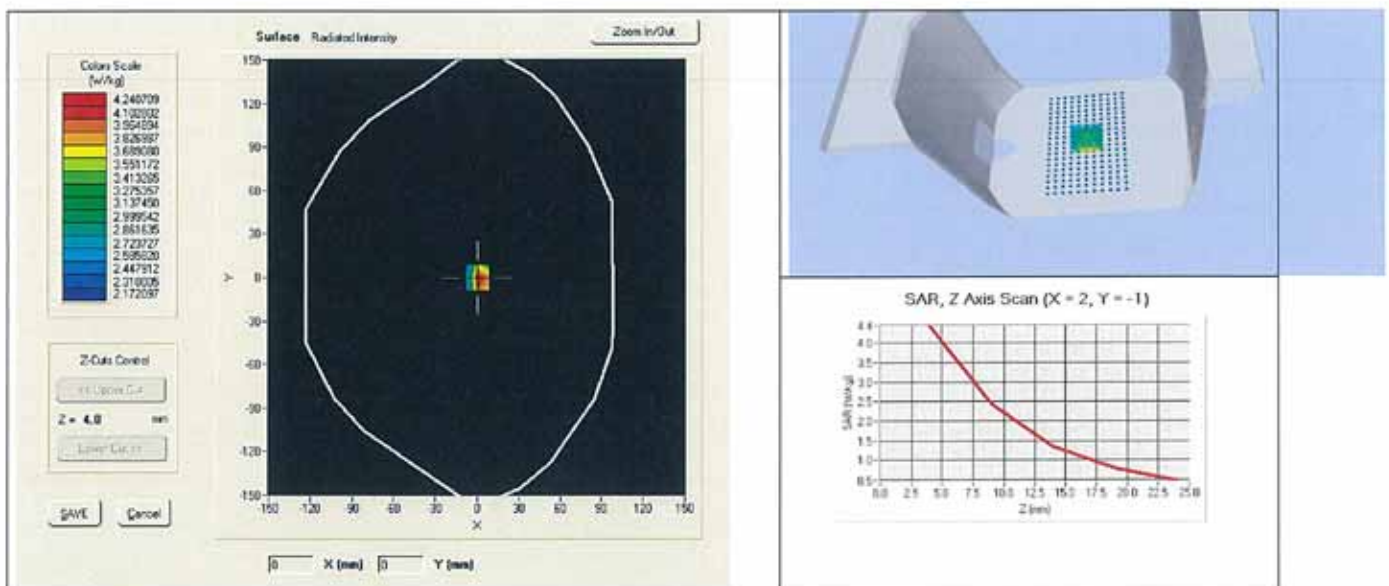 Surface Radiated Intensity
Zoom In/Out
Colors Scale
(W/kg)
4.240709
4.102802
3.964894
3.826987
3.689080
3.551172
3.413265
3.275357
3.137450
2.999542
2.861635
2.723727
2.585820
2.447912
2.310005
2.172097
Z-Cuts Control
Z = 4.0 mm
SAVE Cancel
150
120
90
60
30
0
-30
-60
-90
-120
-150
Y
-150 -120 -90 -60 -30 0 30 60 90 120 150
X
0 X (mm) 0 Y (mm)
SAR, Z Axis Scan (X = 2, Y = -1)
SAR (W/kg)
4.0
3.5
3.0
2.5
2.0
1.5
1.0
0.5
0.0 2.5 5.0 7.5 10.0 12.5 15.0 17.5 20.0 22.5 25.0
Z (mm)